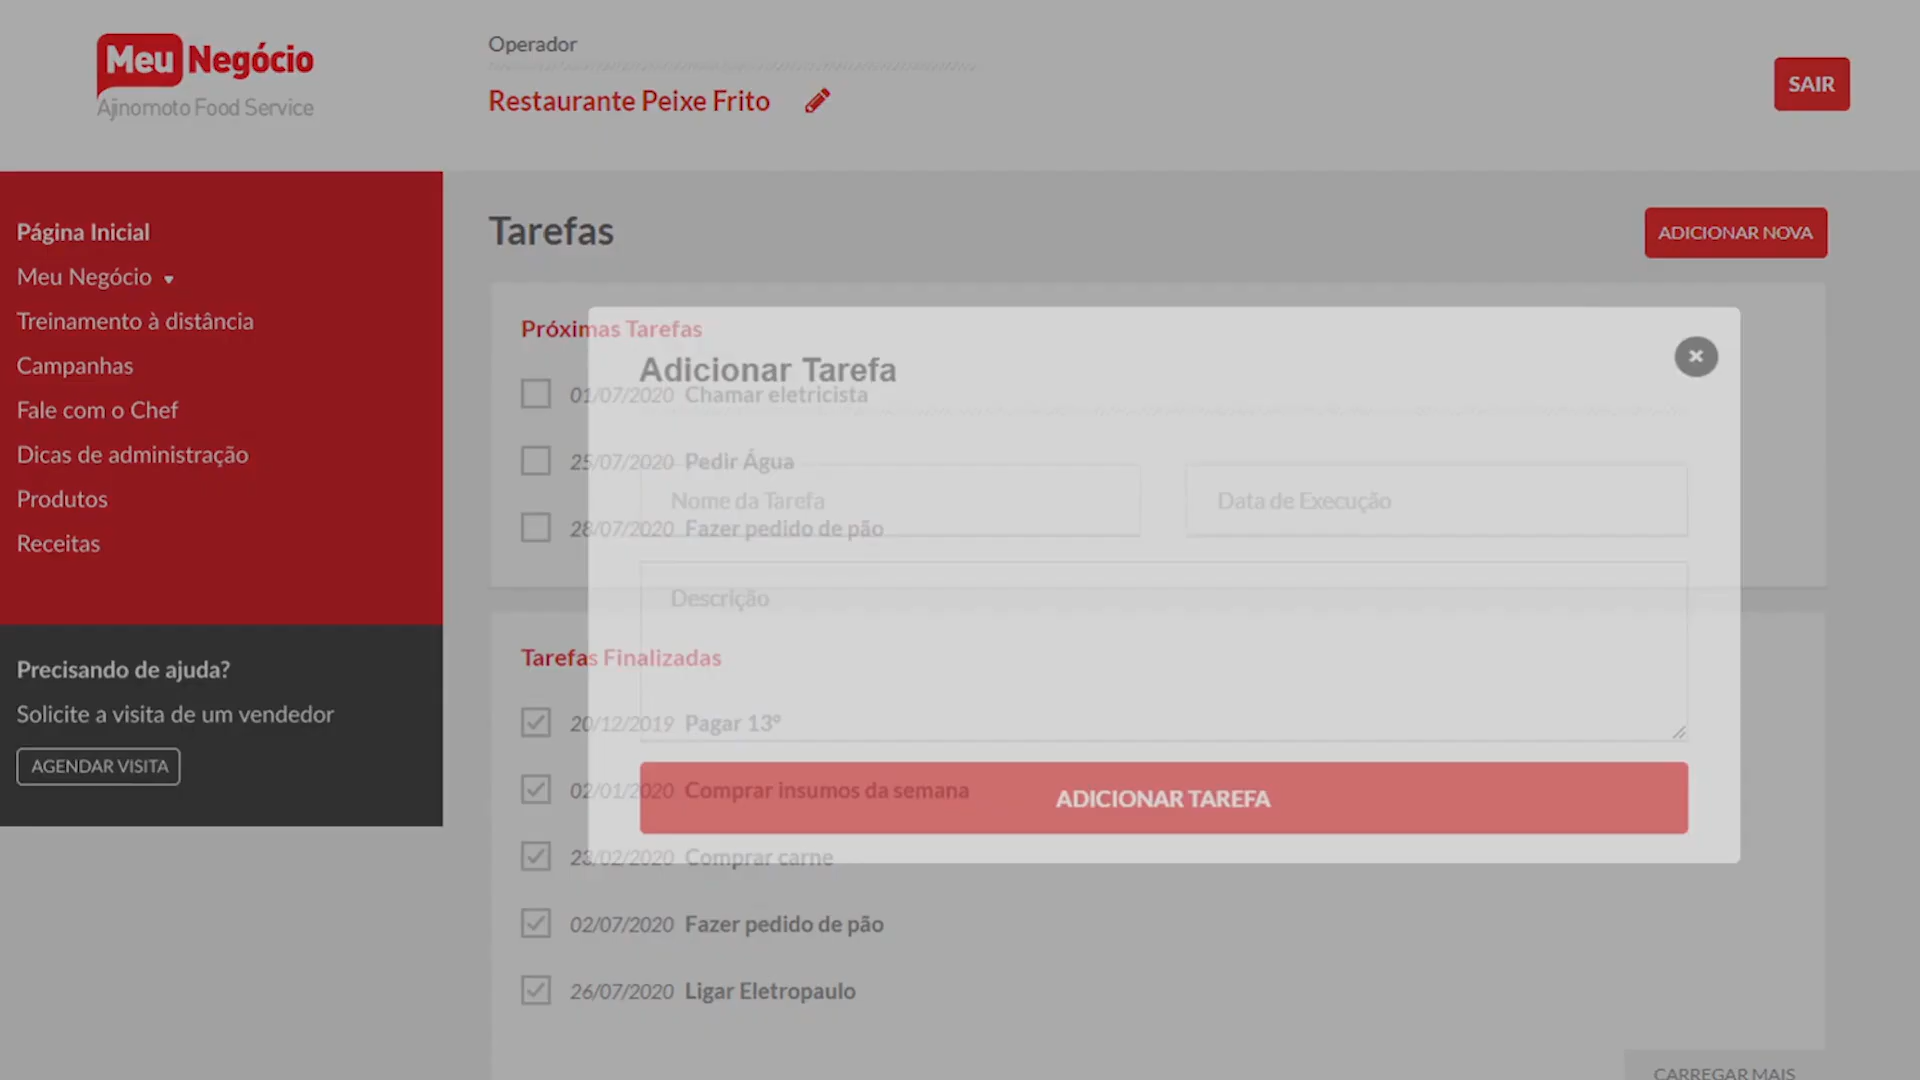 Meu Negócio
Ajinomoto Food Service
Operador
Restaurante Peixe Frito
SAIR
Página Inicial
Meu Negócio
Treinamento à distância
Campanhas
Fale com o Chef
Dicas de administração
Produtos
Receitas
Precisando de ajuda?
Solicite a visita de um vendedor
AGENDAR VISITA
Tarefas
ADICIONAR NOVA
Próximas Tarefas
01/07/2020 Chamar eletricista
25/07/2020 Pedir Água
28/07/2020 Fazer pedido de pão
Tarefas Finalizadas
20/12/2019 Pagar 13º
02/01/2020 Comprar insumos da semana
23/02/2020 Comprar carne
02/07/2020 Fazer pedido de pão
26/07/2020 Ligar Eletropaulo
CARREGAR MAIS
Adicionar Tarefa
Nome da Tarefa
Data de Execução
Descrição
ADICIONAR TAREFA